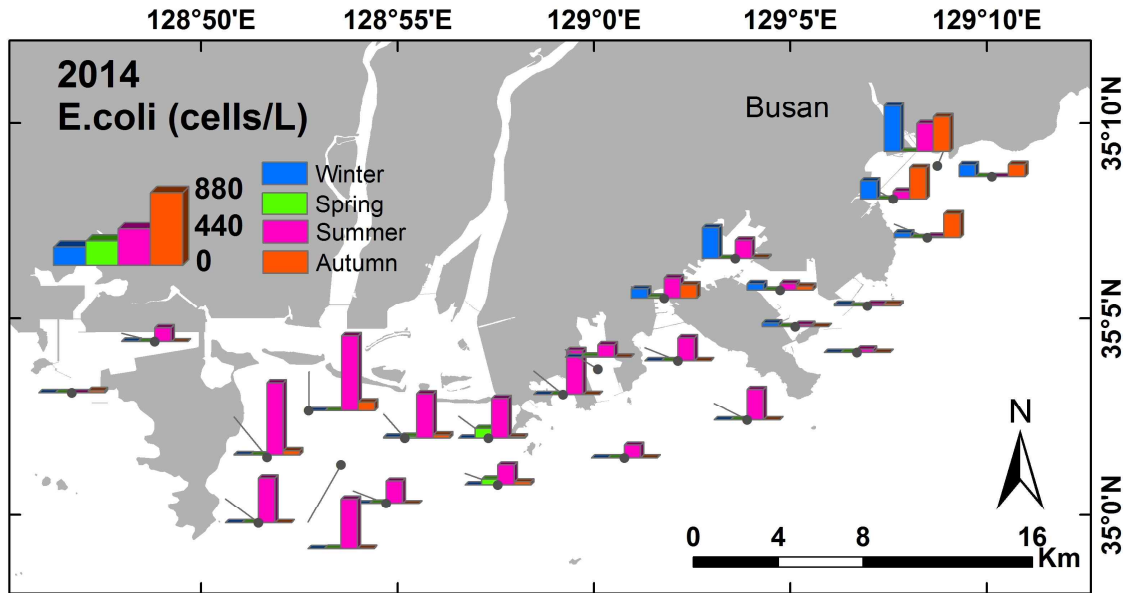 128°50'E 128°55'E 129°0'E 129°5'E 129°10'E
2014
E.coli (cells/L)
Busan
35°10'N
Winter
880
Spring
440
Summer
0
Autumn
35°5'N
N
35°0'N
0 4 8 16
Km